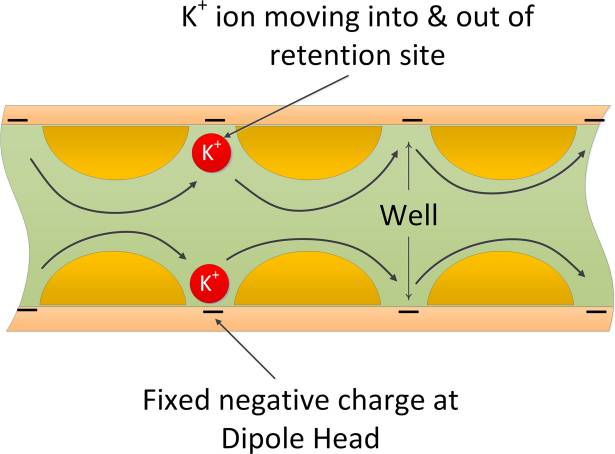 K+ ion moving into & out of
retention site
K+
Well
K+
Fixed negative charge at
Dipole Head